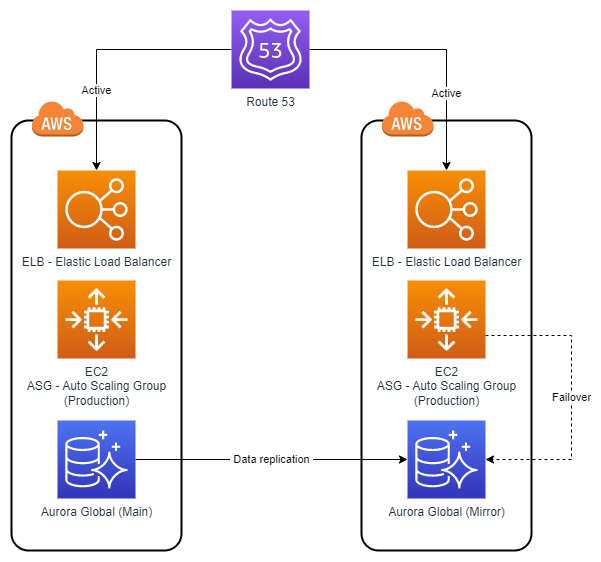 53
Route 53
Active
Active
AWS
AWS
ELB - Elastic Load Balancer
ELB - Elastic Load Balancer
EC2
ASG - Auto Scaling Group
(Production)
EC2
ASG - Auto Scaling Group
(Production)
Failover
Data replication
Aurora Global (Main)
Aurora Global (Mirror)